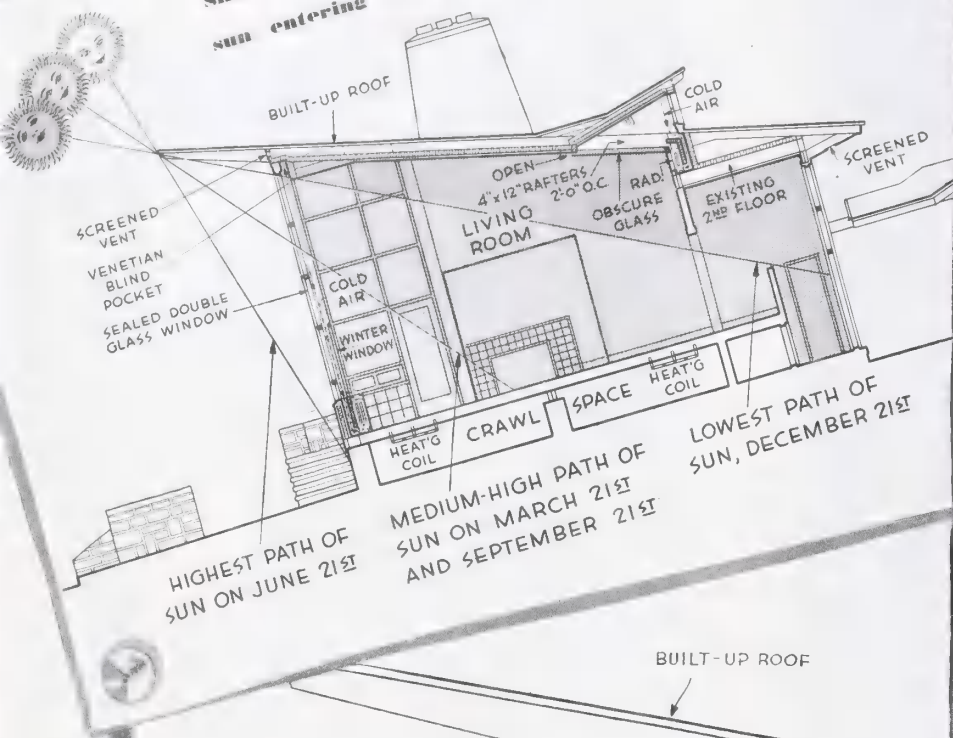 sun entering
BUILT-UP ROOF
COLD
AIR
SCREENED
VENT
OPEN
4"x12" RAFTERS
2'-0" O.C.
RAD.
OBSCURE
GLASS
EXISTING
2ND FLOOR
LIVING
ROOM
SCREENED
VENT
VENETIAN
BLIND
POCKET
SEALED DOUBLE
GLASS WINDOW
COLD
AIR
WINTER
WINDOW
HEAT'G
COIL
CRAWL SPACE
HEAT'G
COIL
HIGHEST PATH OF
SUN ON JUNE 21ST
MEDIUM-HIGH PATH OF
SUN ON MARCH 21ST
AND SEPTEMBER 21ST
LOWEST PATH OF
SUN, DECEMBER 21ST
BUILT-UP ROOF